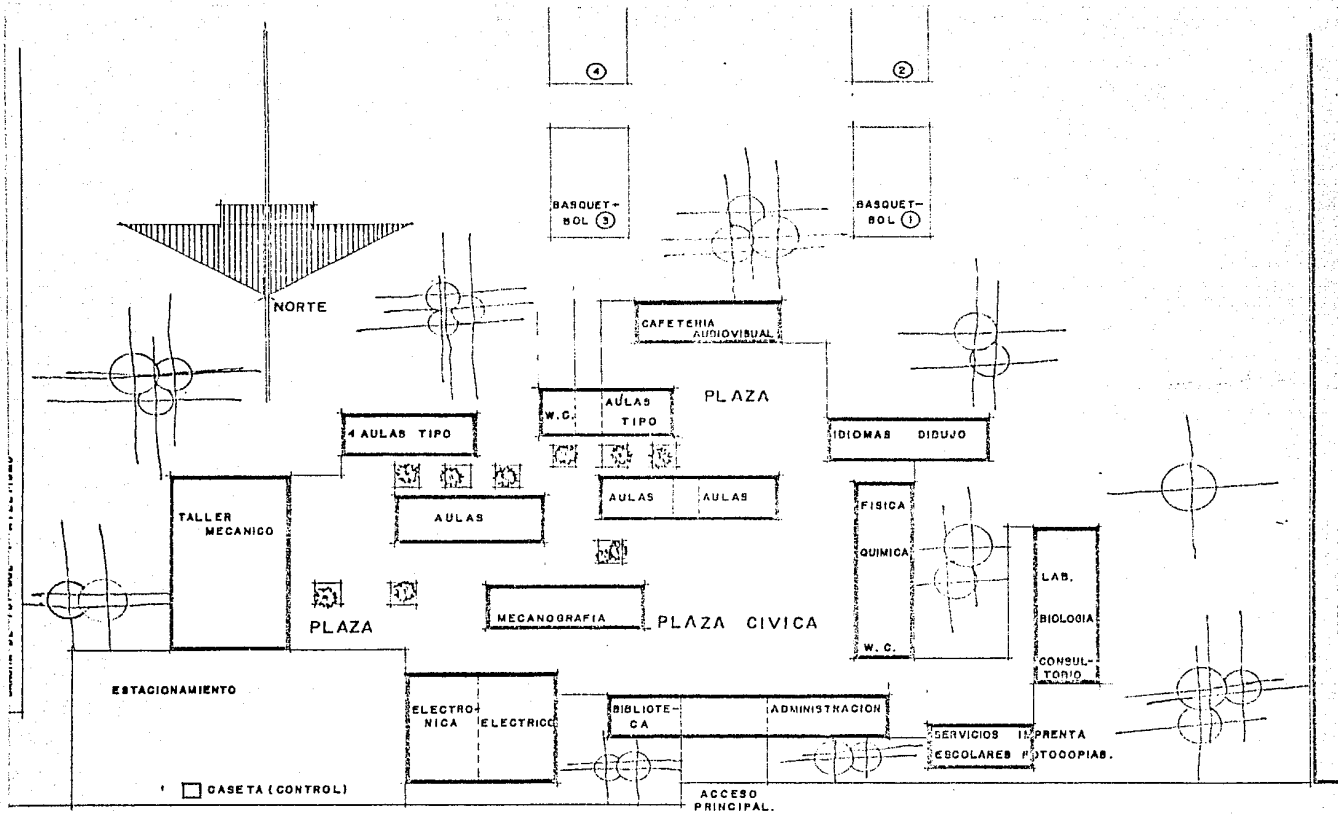 ④
②
BASQUET-
BOL ③
BASQUET-
BOL ①
NORTE
CAFETERIA
AUDIOVISUAL
PLAZA
W.C.
AULAS
TIPO
4 AULAS TIPO
IDIOMAS DIBUJO
TALLER
MECANICO
AULAS
AULAS AULAS
FISICA
QUIMICA
W. C.
LAB.
BIOLOGIA
CONSUL-
TORIO
MECANOGRAFIA
PLAZA
PLAZA CIVICA
ESTACIONAMIENTO
ELECTRO-
NICA
ELECTRICO
BIBLIOTE-
CA
ADMINISTRACION
SERVICIOS IMPRENTA
ESCOLARES FOTOCOPIAS.
CASETA (CONTROL)
ACCESO
PRINCIPAL.